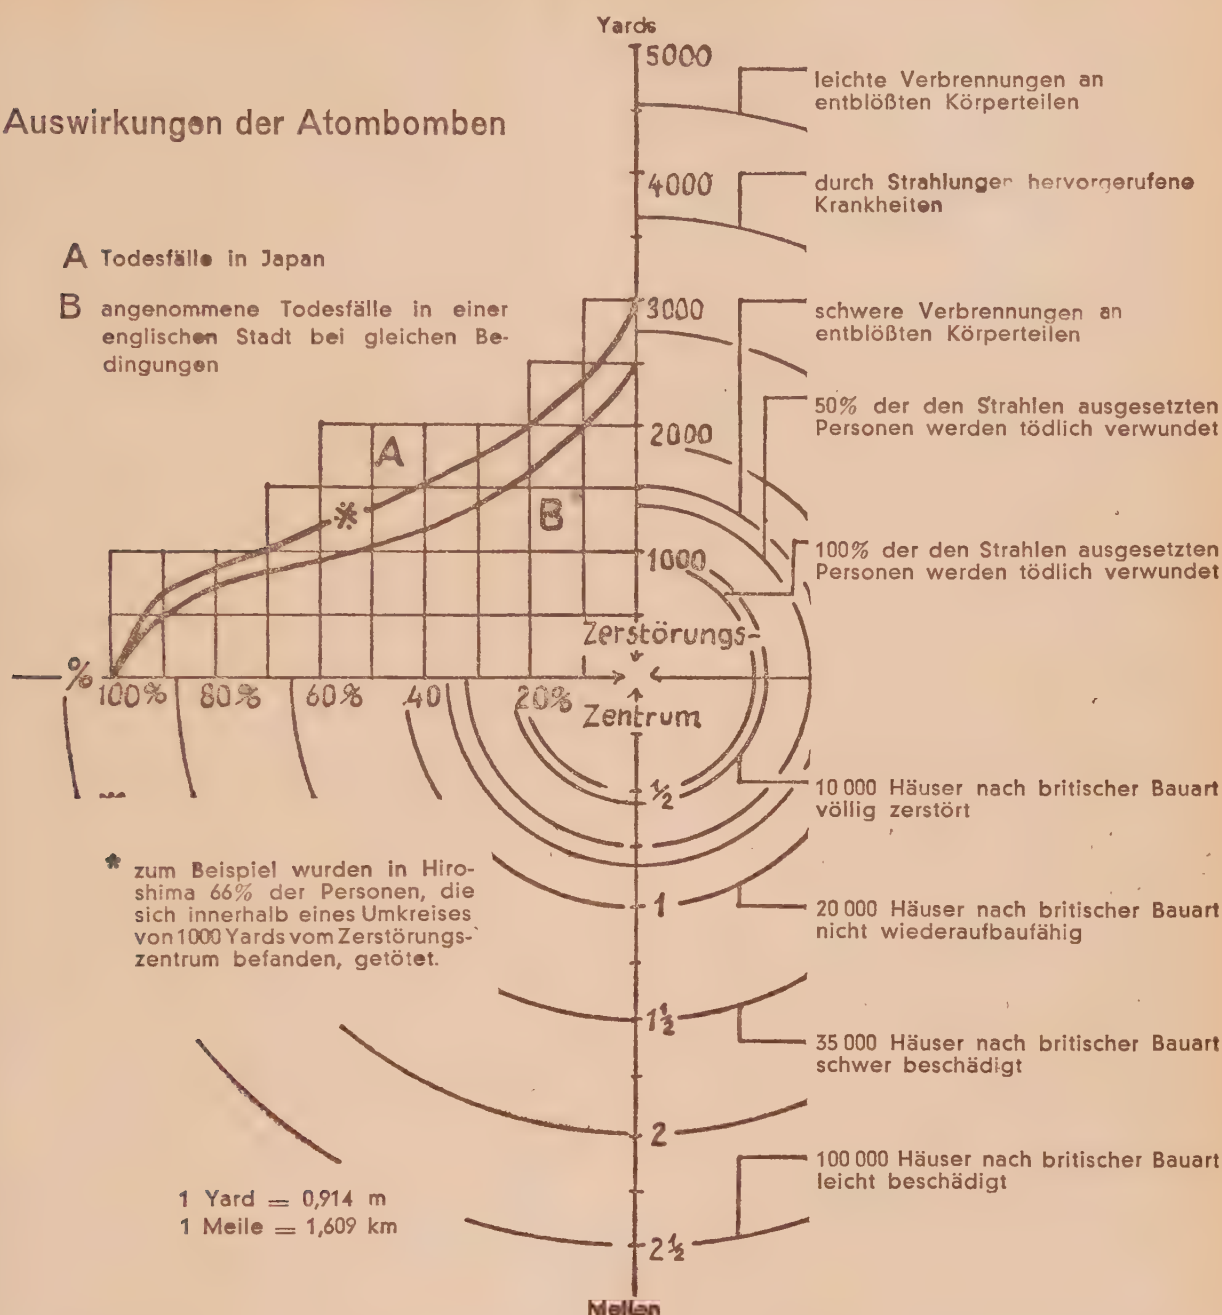 Yards
5000
leichte Verbrennungen an
entblößten Körperteilen
Auswirkungen der Atombomben
4000
durch Strahlungen hervorgerufene
Krankheiten
A Todesfälle in Japan
B angenommene Todesfälle in einer
englischen Stadt bei gleichen Be-
dingungen
3000
schwere Verbrennungen an
entblößten Körperteilen
50% der den Strahlen ausgesetzten
Personen werden tödlich verwundet
2000
A
*
B
1000
100% der den Strahlen ausgesetzten
Personen werden tödlich verwundet
Zerstörungs-
% 100% 80% 60% 40 20%
Zentrum
1/2
10 000 Häuser nach britischer Bauart
völlig zerstört
* zum Beispiel wurden in Hiro-
shima 66% der Personen, die
sich innerhalb eines Umkreises
von 1000 Yards vom Zerstörungs-
zentrum befanden, getötet.
1
20 000 Häuser nach britischer Bauart
nicht wiederaufbaufähig
1½
35 000 Häuser nach britischer Bauart
schwer beschädigt
2
100 000 Häuser nach britischer Bauart
leicht beschädigt
1 Yard = 0,914 m
1 Meile = 1,609 km
2½
Meilen